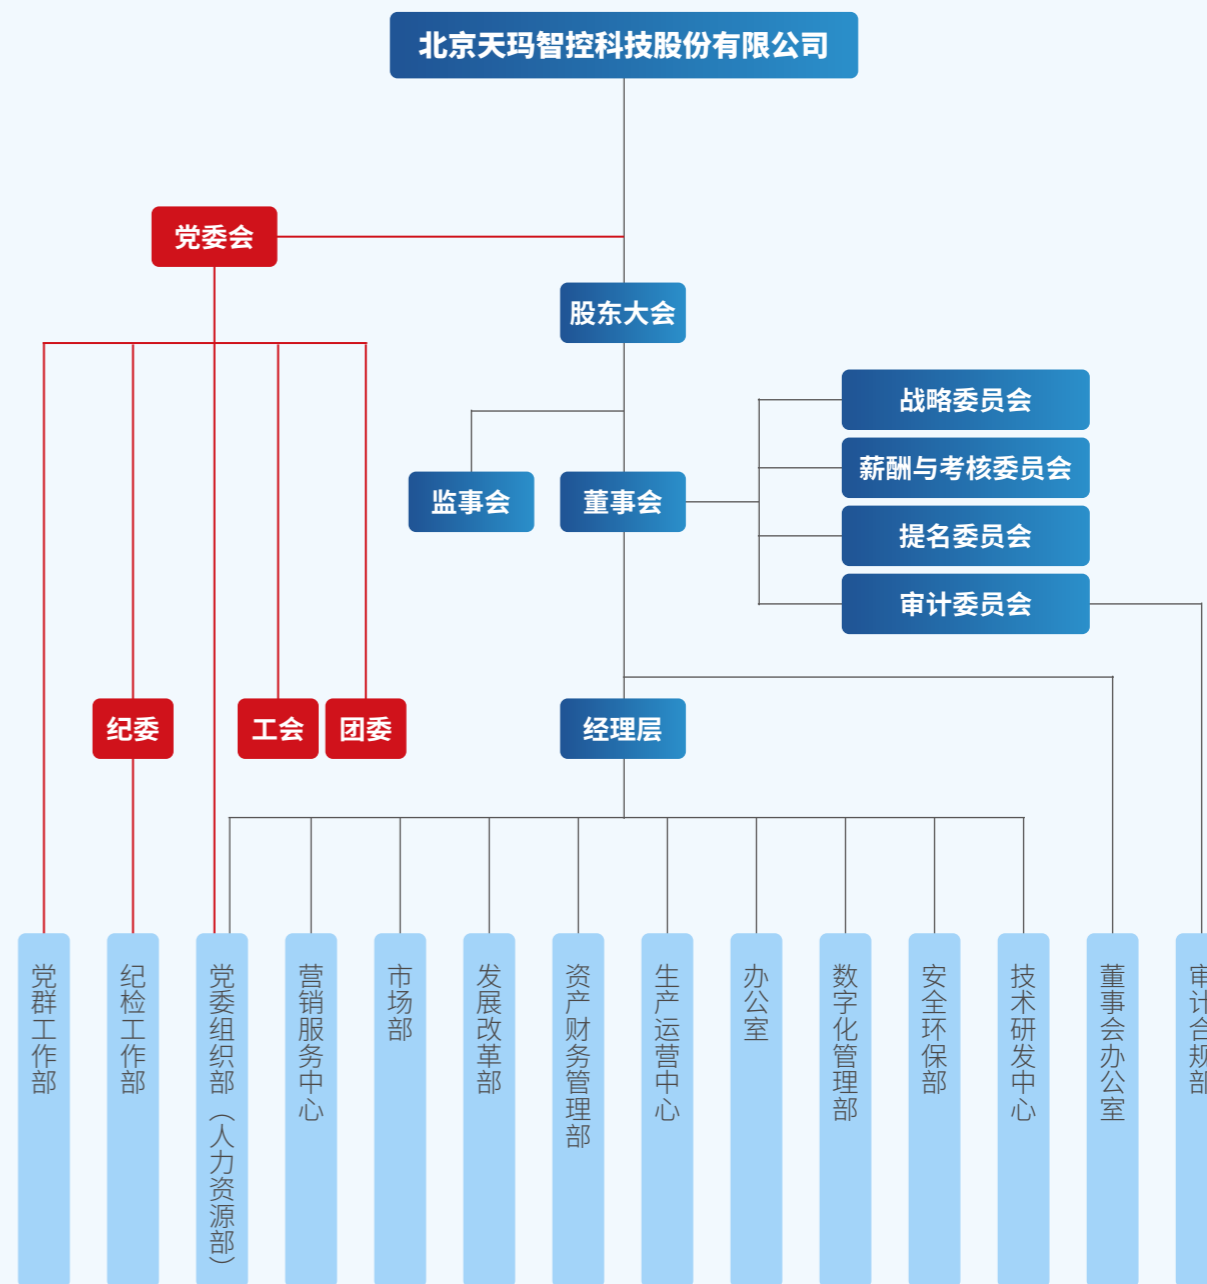 北京天玛智控科技股份有限公司
党委会
股东大会
战略委员会
薪酬与考核委员会
监事会
董事会
提名委员会
审计委员会
纪委
工会
团委
经理层
党群工作部
纪检工作部
党委组织部（人力资源部）
营销服务中心
市场部
发展改革部
资产财务管理部
生产运营中心
办公室
数字化管理部
安全环保部
技术研发中心
董事会办公室
审计合规部